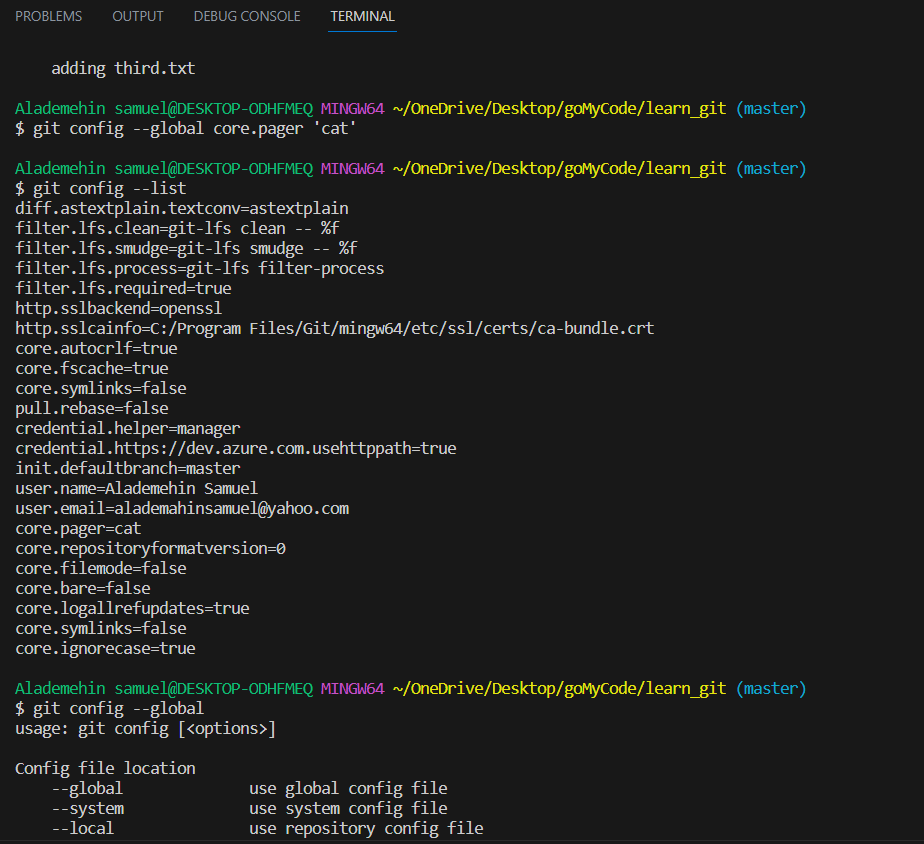 PROBLEMS OUTPUT DEBUG CONSOLE TERMINAL
adding third.txt
Alademehin samuel@DESKTOP-ODHFMEQ MINGW64 ~/OneDrive/Desktop/goMyCode/learn_git (master)
$ git config --global core.pager 'cat'
Alademehin samuel@DESKTOP-ODHFMEQ MINGW64 ~/OneDrive/Desktop/goMyCode/learn_git (master)
$ git config --list
diff.astextplain.textconv=astextplain
filter.lfs.clean=git-lfs clean -- %f
filter.lfs.smudge=git-lfs smudge -- %f
filter.lfs.process=git-lfs filter-process
filter.lfs.required=true
http.sslbackend=openssl
http.sslcainfo=C:/Program Files/Git/mingw64/etc/ssl/certs/ca-bundle.crt
core.autocrlf=true
core.fscache=true
core.symlinks=false
pull.rebase=false
credential.helper=manager
credential.https://dev.azure.com.usehttppath=true
init.defaultbranch=master
user.name=Alademehin Samuel
user.email=alademahinsamuel@yahoo.com
core.pager=cat
core.repositoryformatversion=0
core.filemode=false
core.bare=false
core.logallrefupdates=true
core.symlinks=false
core.ignorecase=true
Alademehin samuel@DESKTOP-ODHFMEQ MINGW64 ~/OneDrive/Desktop/goMyCode/learn_git (master)
$ git config --global
usage: git config [<options>]
Config file location
--global use global config file
--system use system config file
--local use repository config file